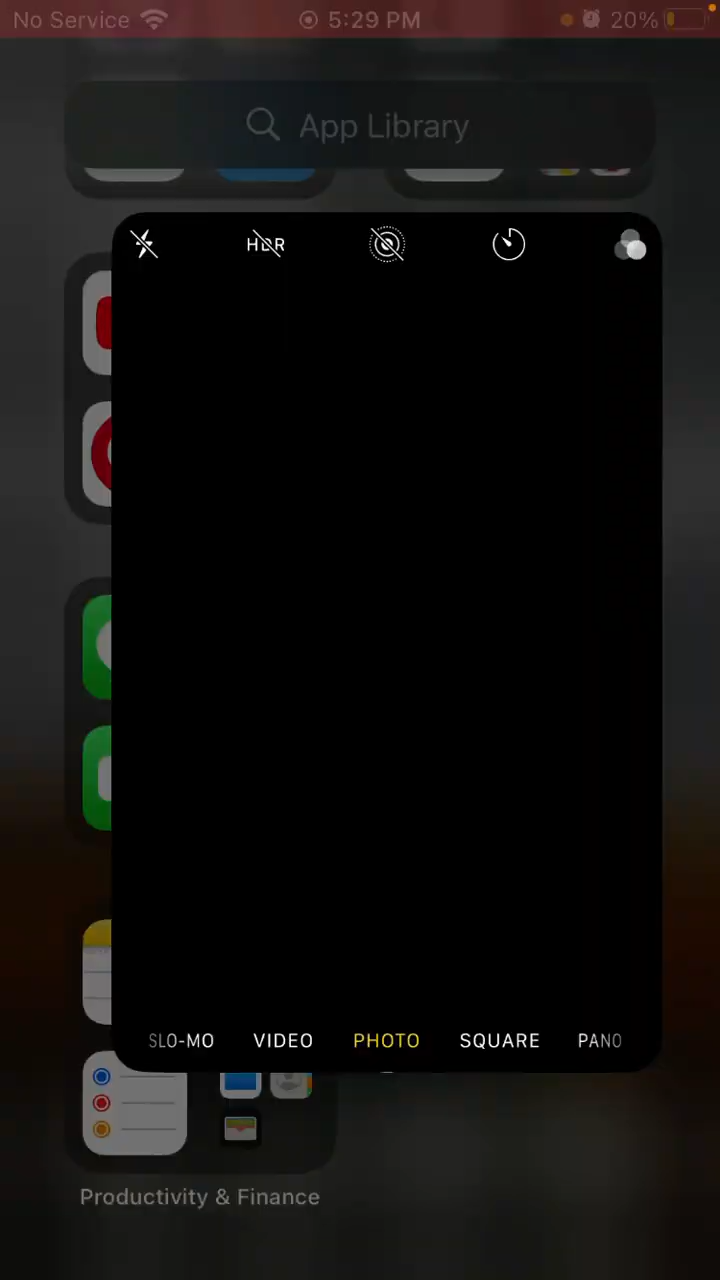 No Service 5:29 PM 20%
App Library
HDR
SLO-MO VIDEO PHOTO SQUARE PANO
Productivity & Finance